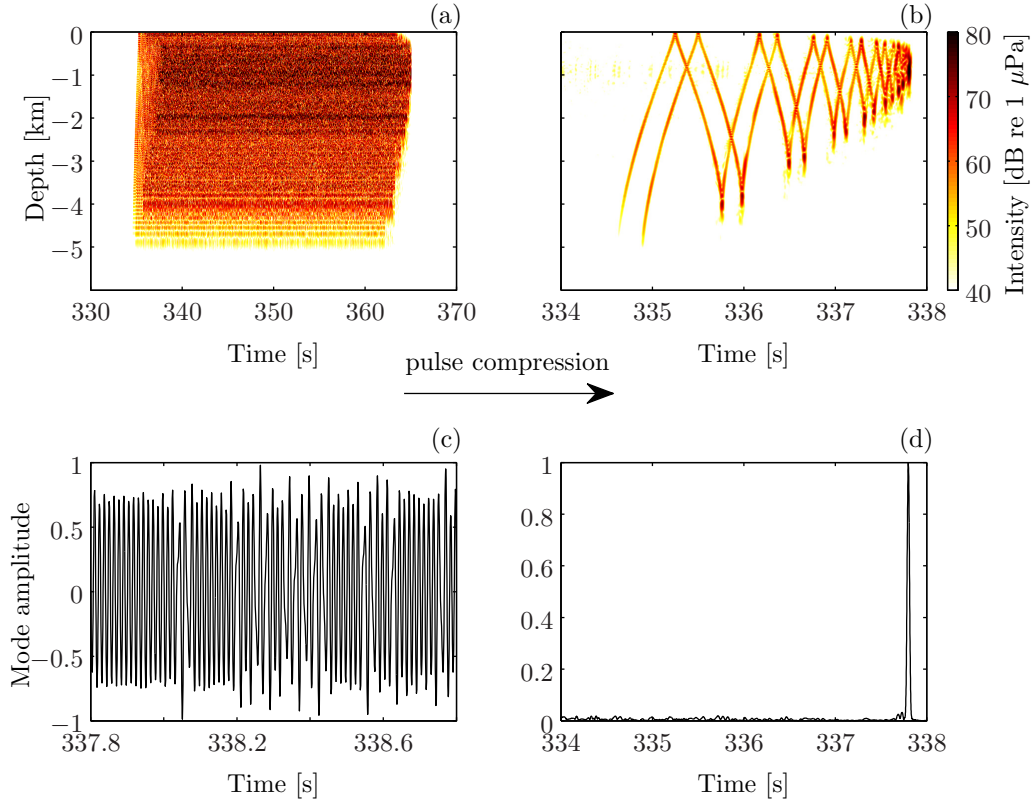 (a)
0
−1
−2
−3
−4
−5
Depth [km]
330 340 350 360 370
Time [s]
(b)
334 335 336 337 338
Time [s]
80
70
60
50
40
Intensity [dB re 1 μPa]
pulse compression
(c)
1
0.5
0
−0.5
−1
Mode amplitude
337.8 338.2 338.6
Time [s]
(d)
1
0.8
0.6
0.4
0.2
0
334 335 336 337 338
Time [s]